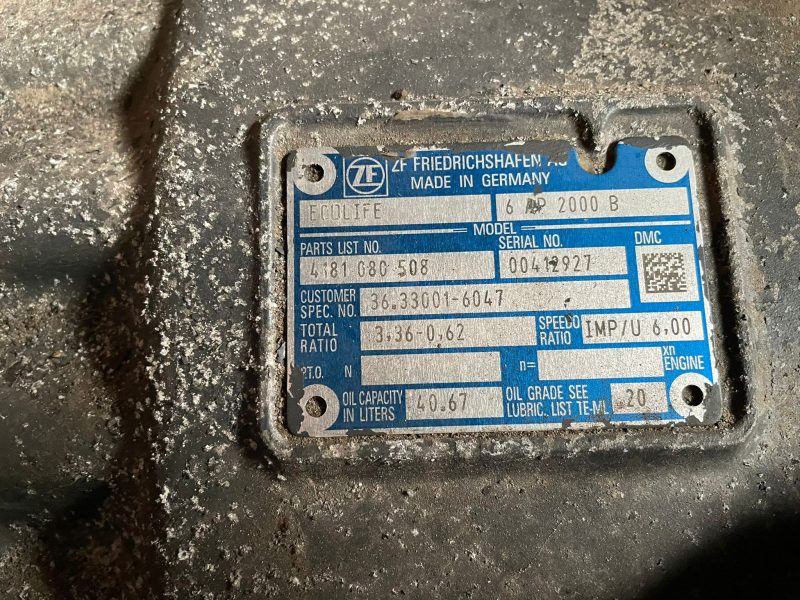 ZF ZF FRIEDRICHSHAFEN AG
MADE IN GERMANY
ECOLIFE 6 AP 2000 B
MODEL
PARTS LIST NO. SERIAL NO. DMC
4181 080 508 00412927
CUSTOMER SPEC. NO. 36.33001-6047
TOTAL RATIO 3,36-0,62 SPEEDO RATIO IMP/U 6,00
P.T.O. N n= xn ENGINE
OIL CAPACITY IN LITERS 40.67 OIL GRADE SEE LUBRIC. LIST TE-ML 20